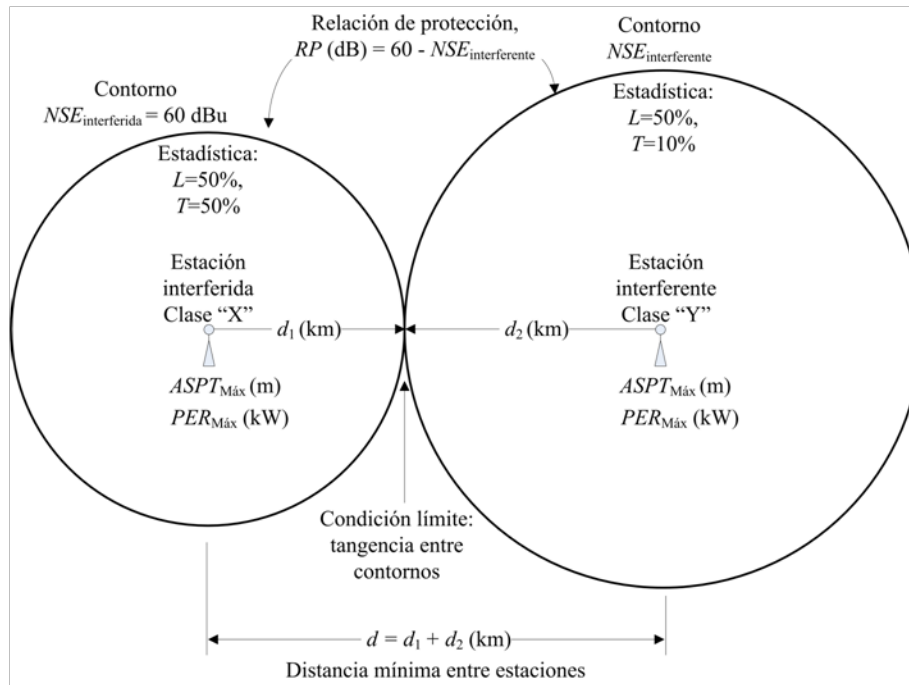 Relación de protección,
RP (dB) = 60 - NSEinterferente
Contorno
NSEinterferente
Contorno
NSEinterferida = 60 dBu
Estadística:
L=50%,
T=10%
Estadística:
L=50%,
T=50%
Estación
interferida
Clase “X”
Estación
interferente
Clase “Y”
d1 (km)
d2 (km)
ASPTMáx (m)
PERMáx (kW)
ASPTMáx (m)
PERMáx (kW)
Condición límite:
tangencia entre
contornos
d = d1 + d2 (km)
Distancia mínima entre estaciones